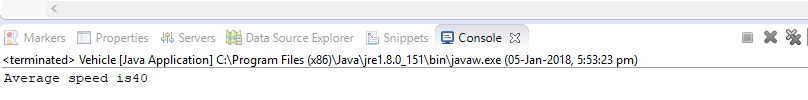 Markers Properties Servers Data Source Explorer Snippets Console
<terminated> Vehicle [Java Application] C:\Program Files (x86)\Java\jre1.8.0_151\bin\javaw.exe (05-Jan-2018, 5:53:23 pm)
Average speed is40